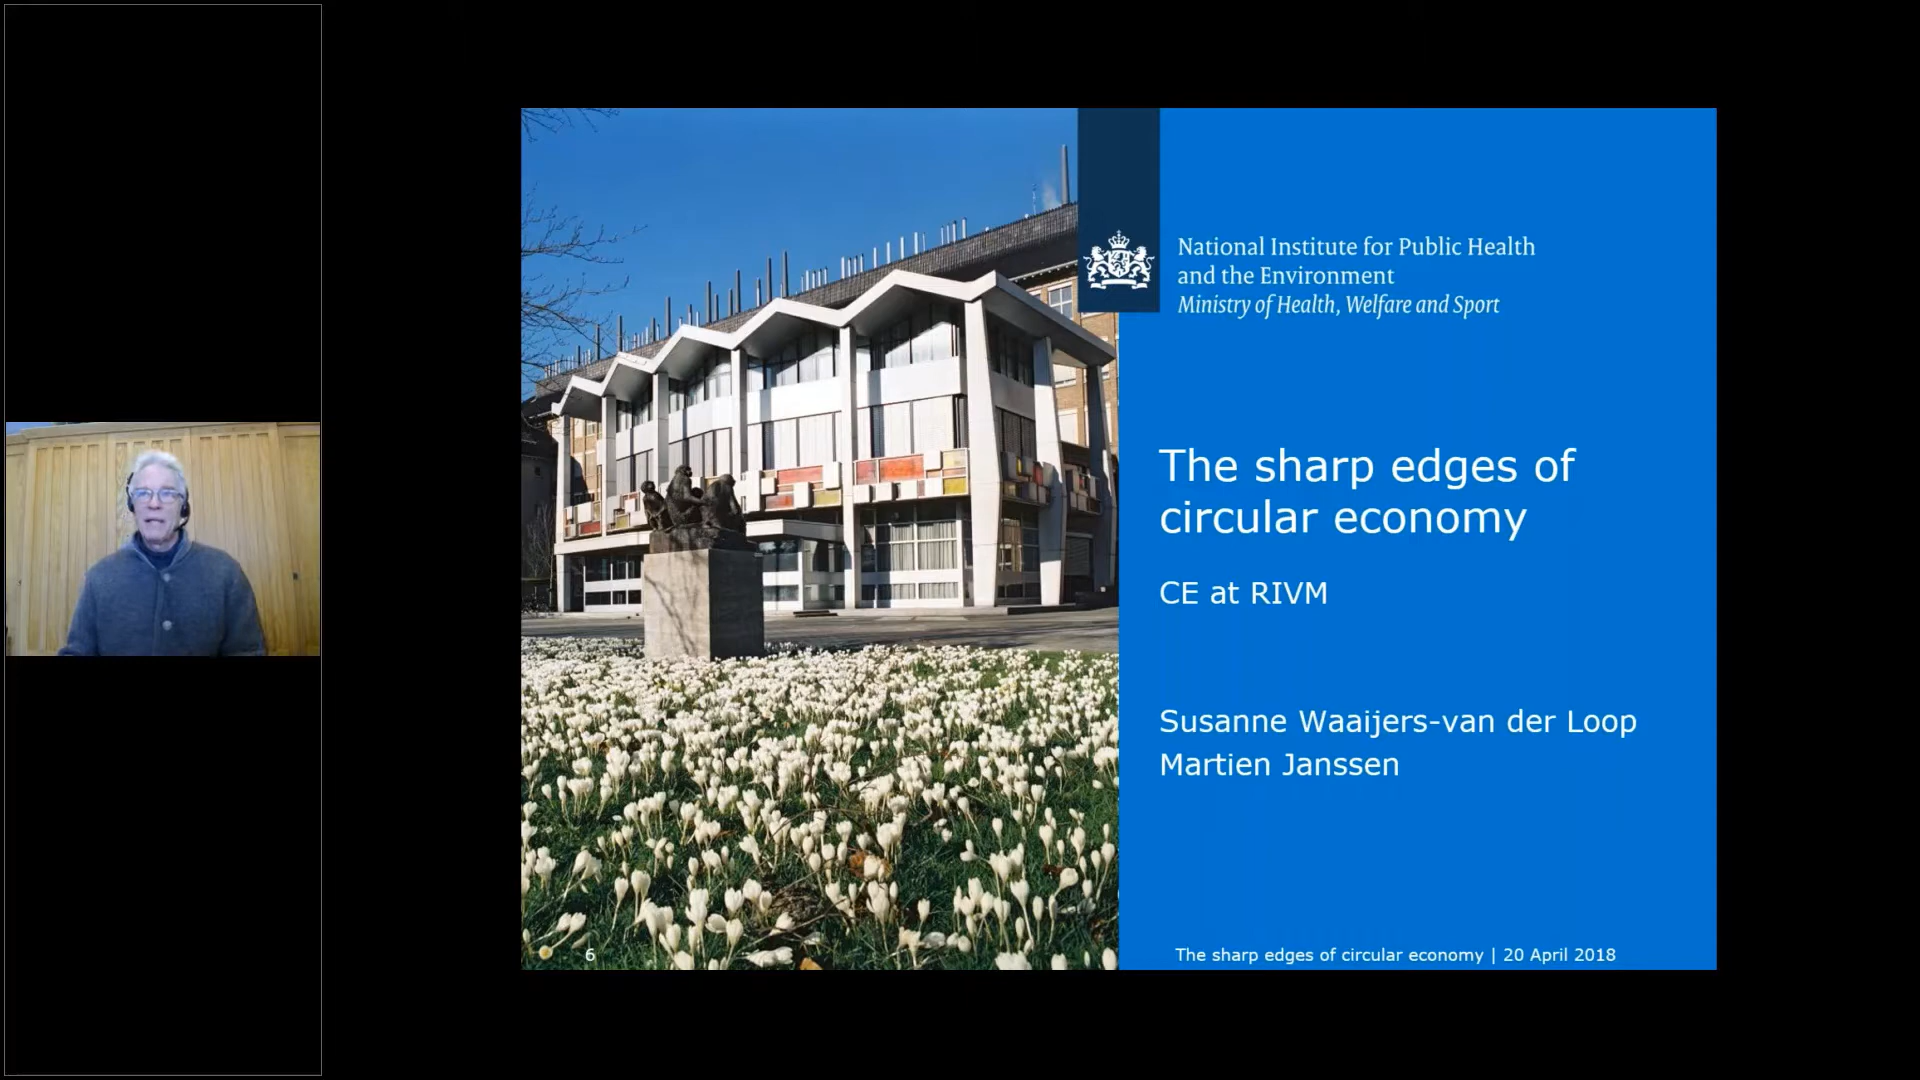 National Institute for Public Health
and the Environment
Ministry of Health, Welfare and Sport
The sharp edges of
circular economy
CE at RIVM
Susanne Waaijers-van der Loop
Martien Janssen
6
The sharp edges of circular economy | 20 April 2018